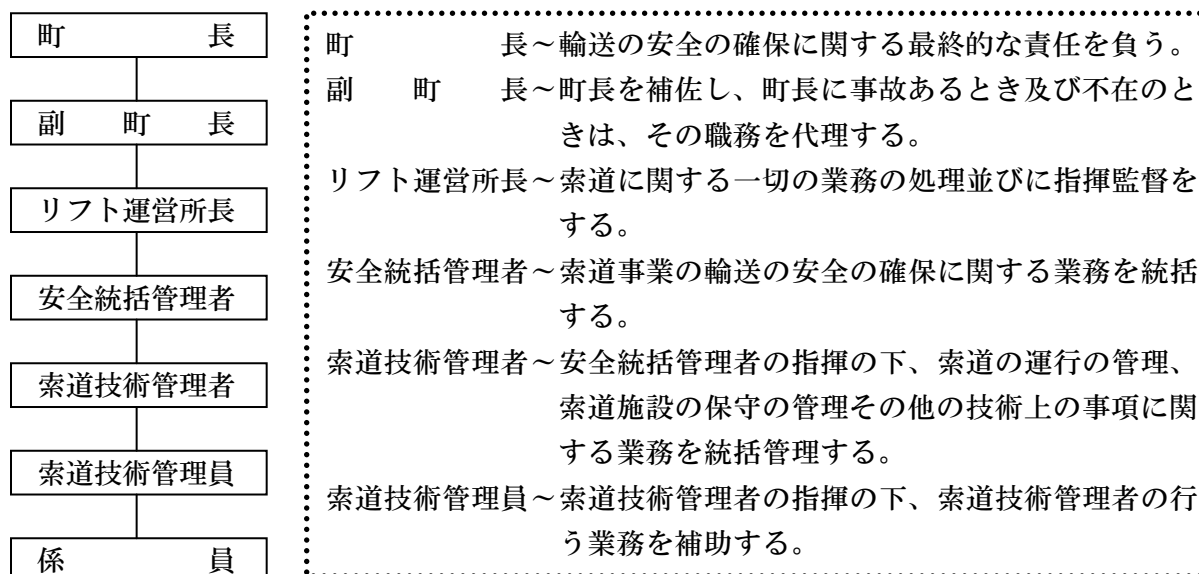 町長
副町長
リフト運営所長
安全統括管理者
索道技術管理者
索道技術管理員
係員
町長~輸送の安全の確保に関する最終的な責任を負う。
副町長~町長を補佐し、町長に事故あるとき及び不在のと
きは、その職務を代理する。
リフト運営所長~索道に関する一切の業務の処理並びに指揮監督を
する。
安全統括管理者~索道事業の輸送の安全の確保に関する業務を統括
する。
索道技術管理者~安全統括管理者の指揮の下、索道の運行の管理、
索道施設の保守の管理その他の技術上の事項に関
する業務を統括管理する。
索道技術管理員~索道技術管理者の指揮の下、索道技術管理者の行
う業務を補助する。